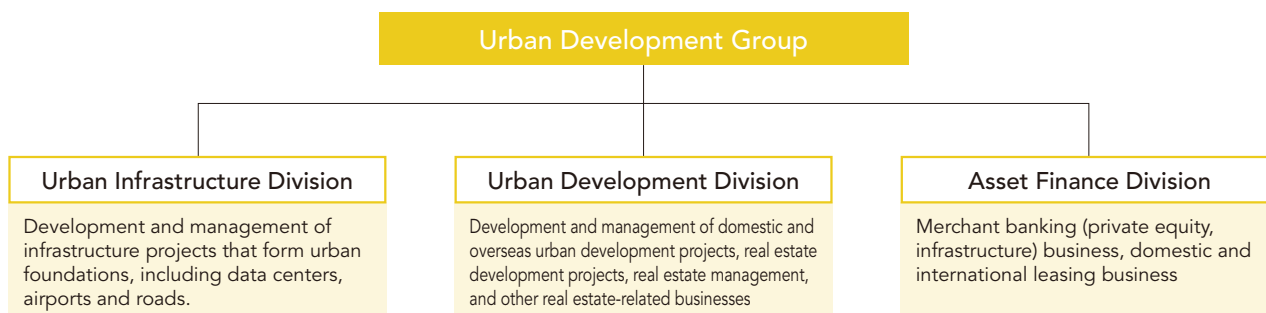 Urban Development Group
Urban Infrastructure Division
Development and management of
infrastructure projects that form urban
foundations, including data centers,
airports and roads.
Urban Development Division
Development and management of domestic and
overseas urban development projects, real estate
development projects, real estate management,
and other real estate-related businesses
Asset Finance Division
Merchant banking (private equity,
infrastructure) business, domestic and
international leasing business